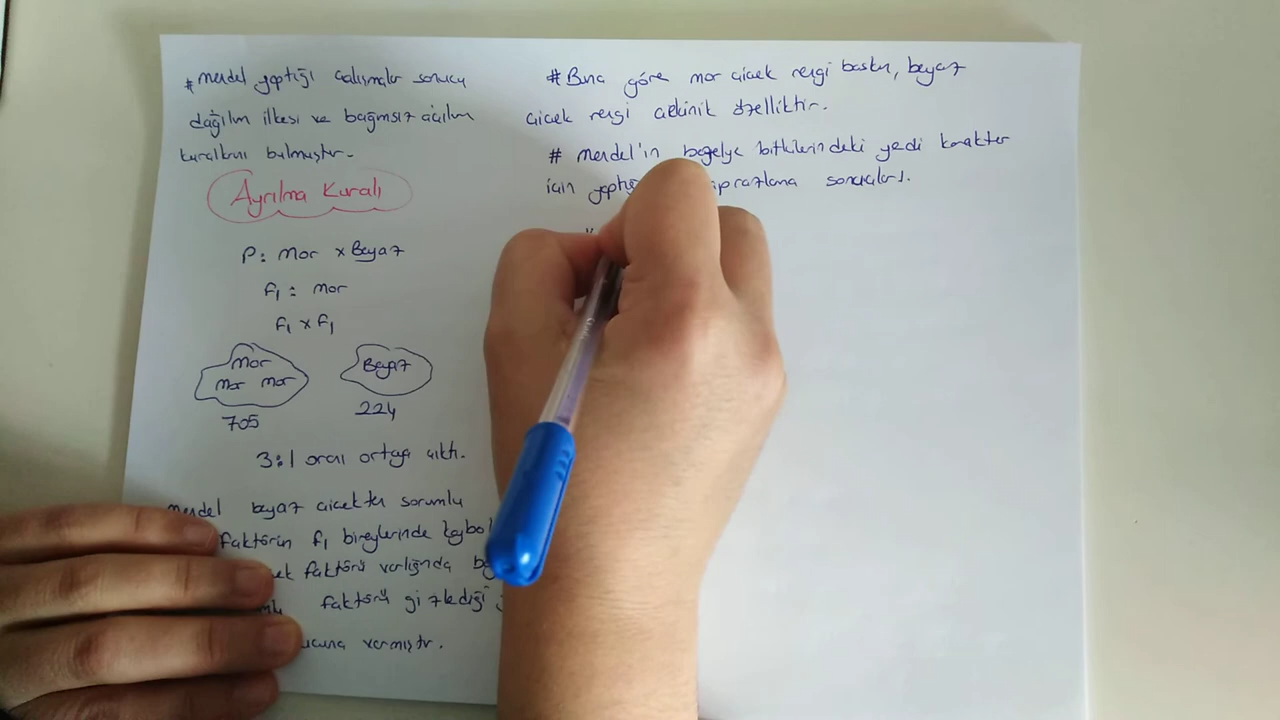 # Mendel yaptığı çalışmalar sonucu
dağılım ilkesi ve bağımsız açılım
kurallarını bulmuştur.
Ayrılma Kuralı
P: Mor x Beyaz
F1 : Mor
F1 x F1
Mor
Mor Mor
Beyaz
705
224
3:1 oranı ortaya çıktı.
Mendel beyaz çiçekten sorumlu
faktörün F1 bireylerinde
faktörü varlığında
faktörü gizlediği
varmıştır.
# Buna göre mor çiçek rengi baskın, beyaz
çiçek rengi çekinik özelliktir.
# Mendel'in bezelye bitkilerindeki yedi karakter
için sonuçları.